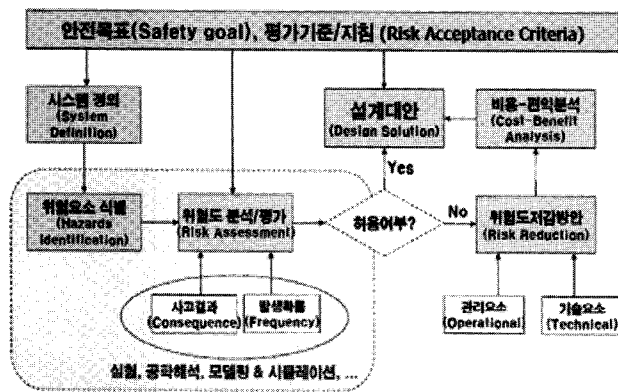 안전목표(Safety goal), 평가기준/지침 (Risk Acceptance Criteria)
시스템 정의
(System
Definition)
설계대안
(Design Solution)
비용-편익분석
(Cost-Benefit
Analysis)
Yes
위험요소 식별
(Hazards
Identification)
위험도 분석/평가
(Risk Assessment)
허용여부?
No
위험도저감방안
(Risk Reduction)
사고결과
(Consequence)
발생확률
(Frequency)
관리요소
(Operational)
기술요소
(Technical)
실험, 공학해석, 모델링 & 시뮬레이션, ...